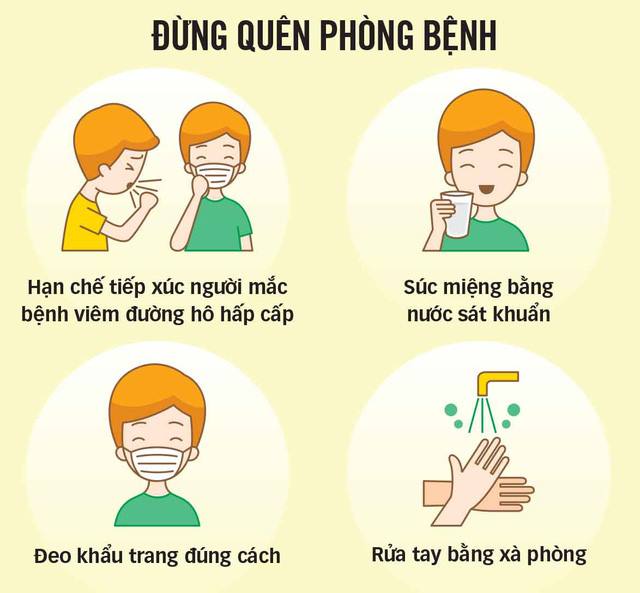 ĐỪNG QUÊN PHÒNG BỆNH
Hạn chế tiếp xúc người mắc
bệnh viêm đường hô hấp cấp
Súc miệng bằng
nước sát khuẩn
Đeo khẩu trang đúng cách
Rửa tay bằng xà phòng